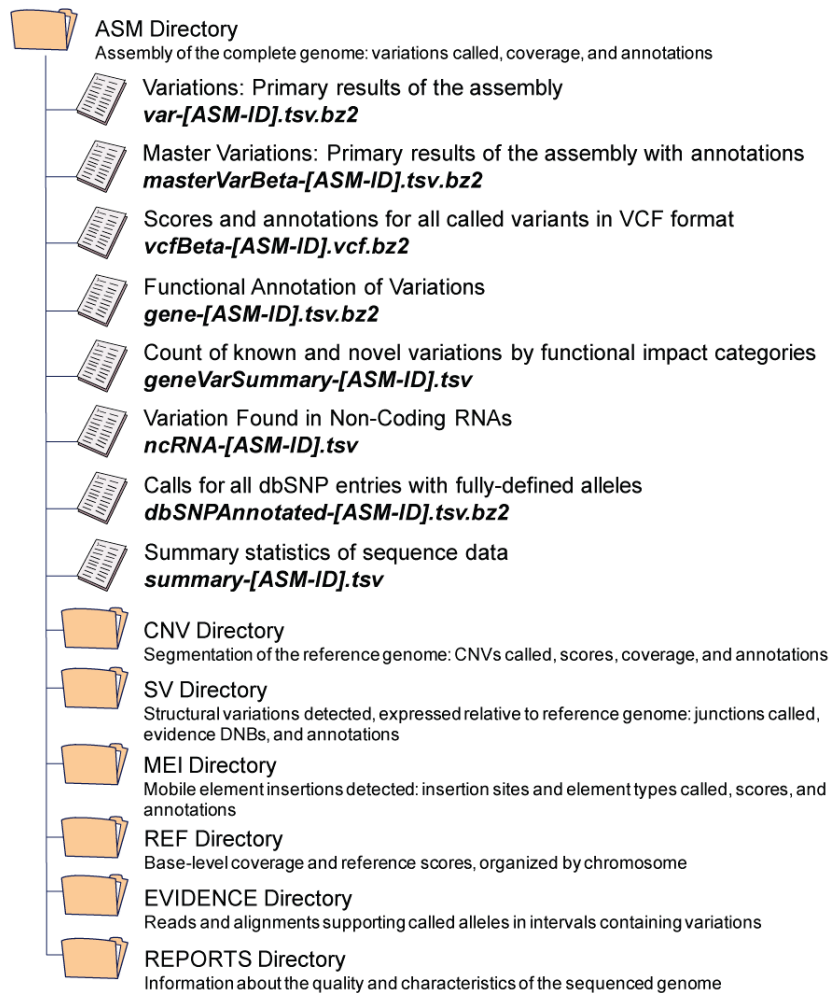 ASM Directory
Assembly of the complete genome: variations called, coverage, and annotations
Variations: Primary results of the assembly
var-[ASM-ID].tsv.bz2
Master Variations: Primary results of the assembly with annotations
masterVarBeta-[ASM-ID].tsv.bz2
Scores and annotations for all called variants in VCF format
vcfBeta-[ASM-ID].vcf.bz2
Functional Annotation of Variations
gene-[ASM-ID].tsv.bz2
Count of known and novel variations by functional impact categories
geneVarSummary-[ASM-ID].tsv
Variation Found in Non-Coding RNAs
ncRNA-[ASM-ID].tsv
Calls for all dbSNP entries with fully-defined alleles
dbSNPAnnotated-[ASM-ID].tsv.bz2
Summary statistics of sequence data
summary-[ASM-ID].tsv
CNV Directory
Segmentation of the reference genome: CNVs called, scores, coverage, and annotations
SV Directory
Structural variations detected, expressed relative to reference genome: junctions called,
evidence DNBs, and annotations
MEI Directory
Mobile element insertions detected: insertion sites and element types called, scores, and
annotations
REF Directory
Base-level coverage and reference scores, organized by chromosome
EVIDENCE Directory
Reads and alignments supporting called alleles in intervals containing variations
REPORTS Directory
Information about the quality and characteristics of the sequenced genome